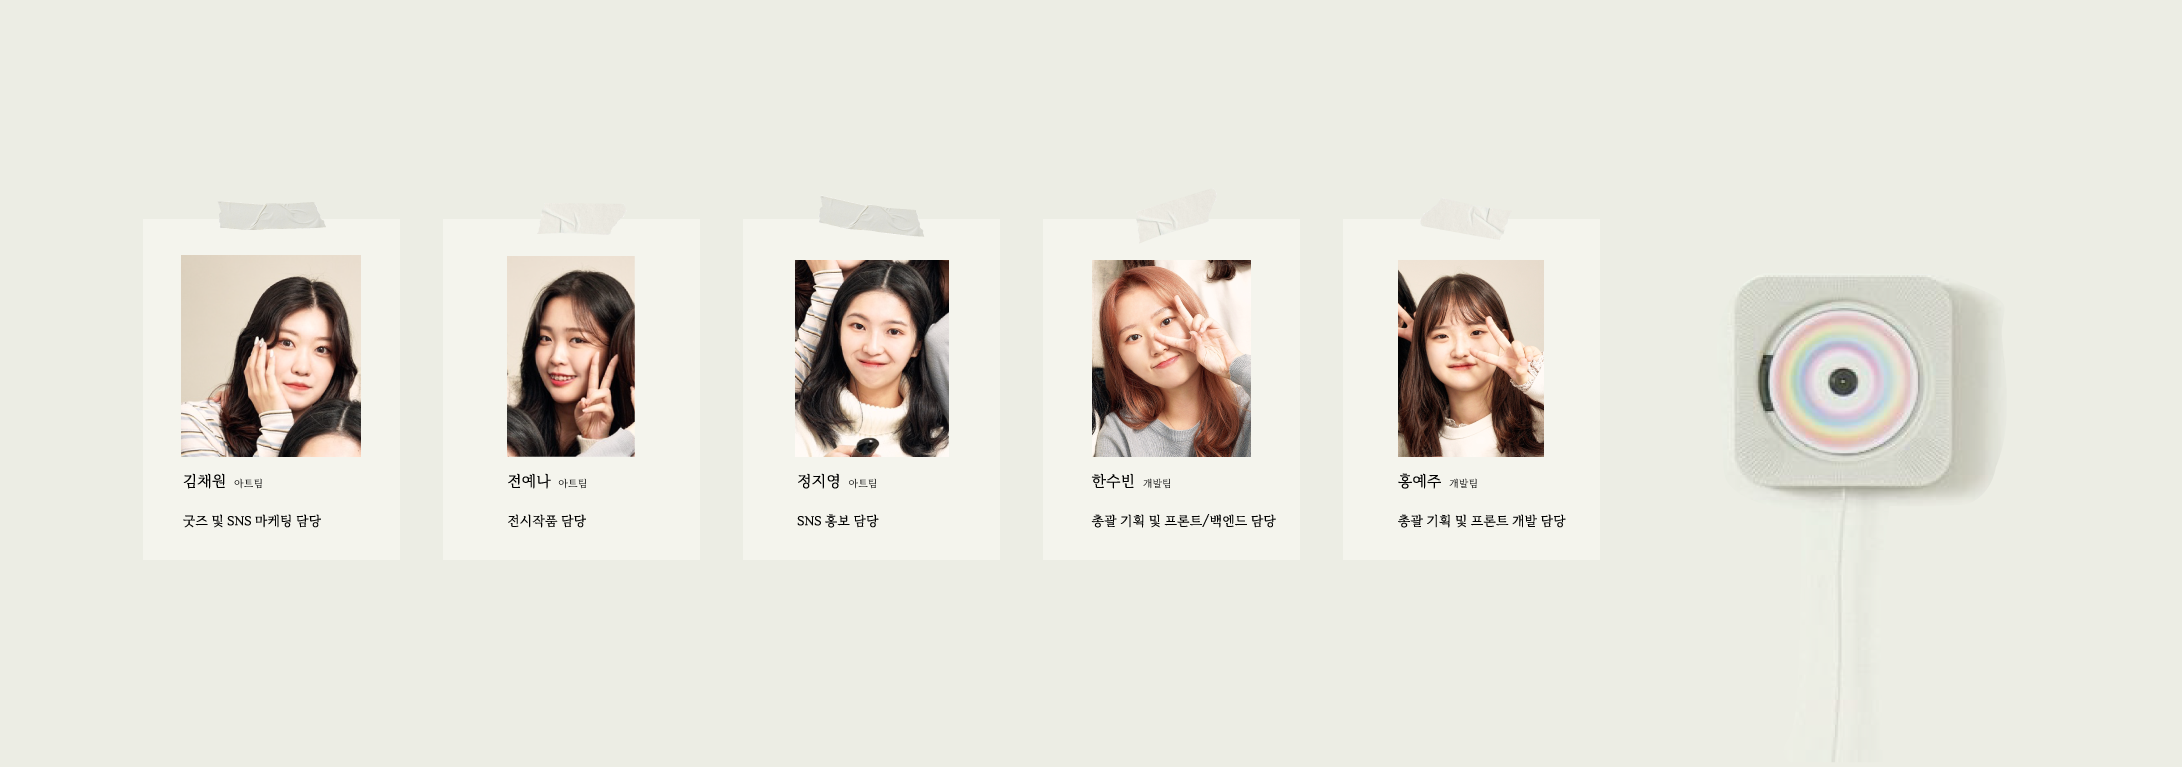 김채원 아트팀
굿즈 및 SNS 마케팅 담당
전예나 아트팀
전시작품 담당
정지영 아트팀
SNS 홍보 담당
한수빈 개발팀
총괄 기획 및 프론트/백엔드 담당
홍예주 개발팀
총괄 기획 및 프론트 개발 담당